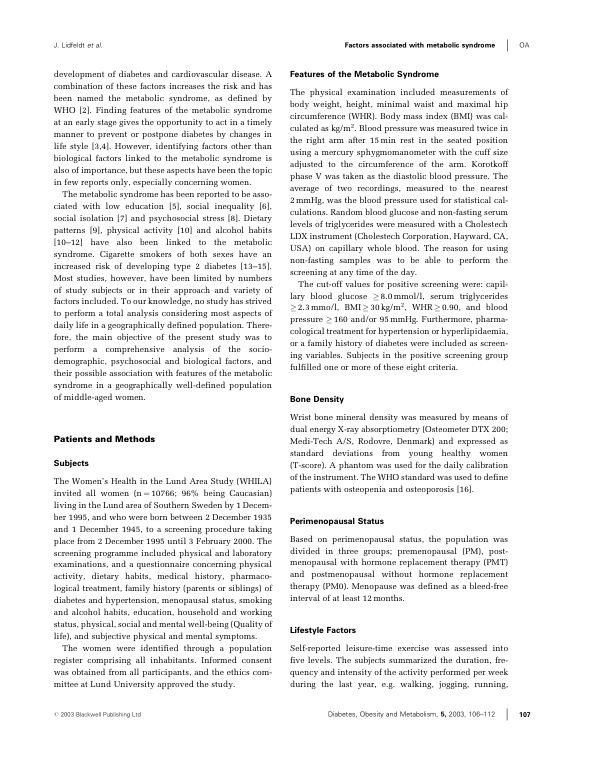 J. Lidfeldt et al.
Factors associated with metabolic syndrome
OA
development of diabetes and cardiovascular disease. A
combination of these factors increases the risk and has
been named the metabolic syndrome, as defined by
WHO [2]. Finding features of the metabolic syndrome
at an early stage gives the opportunity to act in a timely
manner to prevent or postpone diabetes by changes in
life style [3,4]. However, identifying factors other than
biological factors linked to the metabolic syndrome is
also of importance, but these aspects have been the topic
in few reports only, especially concerning women.
The metabolic syndrome has been reported to be asso-
ciated with low education [5], social inequality [6],
social isolation [7] and psychosocial stress [8]. Dietary
patterns [9], physical activity [10] and alcohol habits
[10–12] have also been linked to the metabolic
syndrome. Cigarette smokers of both sexes have an
increased risk of developing type 2 diabetes [13–15].
Most studies, however, have been limited by numbers
of study subjects or in their approach and variety of
factors included. To our knowledge, no study has strived
to perform a total analysis considering most aspects of
daily life in a geographically defined population. There-
fore, the main objective of the present study was to
perform a comprehensive analysis of the socio-
demographic, psychosocial and biological factors, and
their possible association with features of the metabolic
syndrome in a geographically well-defined population
of middle-aged women.
Patients and Methods
Subjects
The Women's Health in the Lund Area Study (WHILA)
invited all women (n = 10766; 96% being Caucasian)
living in the Lund area of Southern Sweden by 1 Decem-
ber 1995, and who were born between 2 December 1935
and 1 December 1945, to a screening procedure taking
place from 2 December 1995 until 3 February 2000. The
screening programme included physical and laboratory
examinations, and a questionnaire concerning physical
activity, dietary habits, medical history, pharmaco-
logical treatment, family history (parents or siblings) of
diabetes and hypertension, menopausal status, smoking
and alcohol habits, education, household and working
status, physical, social and mental well-being (Quality of
life), and subjective physical and mental symptoms.
The women were identified through a population
register comprising all inhabitants. Informed consent
was obtained from all participants, and the ethics com-
mittee at Lund University approved the study.
Features of the Metabolic Syndrome
The physical examination included measurements of
body weight, height, minimal waist and maximal hip
circumference (WHR). Body mass index (BMI) was cal-
culated as kg/m². Blood pressure was measured twice in
the right arm after 15 min rest in the seated position
using a mercury sphygmomanometer with the cuff size
adjusted to the circumference of the arm. Korotkoff
phase V was taken as the diastolic blood pressure. The
average of two recordings, measured to the nearest
2 mmHg, was the blood pressure used for statistical cal-
culations. Random blood glucose and non-fasting serum
levels of triglycerides were measured with a Cholestech
LDX instrument (Cholestech Corporation, Hayward, CA,
USA) on capillary whole blood. The reason for using
non-fasting samples was to be able to perform the
screening at any time of the day.
The cut-off values for positive screening were: capil-
lary blood glucose ≥8.0 mmol/l, serum triglycerides
≥2.3 mmo/l, BMI ≥ 30 kg/m², WHR ≥ 0.90, and blood
pressure ≥ 160 and/or 95 mmHg. Furthermore, pharma-
cological treatment for hypertension or hyperlipidaemia,
or a family history of diabetes were included as screen-
ing variables. Subjects in the positive screening group
fulfilled one or more of these eight criteria.
Bone Density
Wrist bone mineral density was measured by means of
dual energy X-ray absorptiometry (Osteometer DTX 200;
Medi-Tech A/S, Rodovre, Denmark) and expressed as
standard deviations from young healthy women
(T-score). A phantom was used for the daily calibration
of the instrument. The WHO standard was used to define
patients with osteopenia and osteoporosis [16].
Perimenopausal Status
Based on perimenopausal status, the population was
divided in three groups; premenopausal (PM), post-
menopausal with hormone replacement therapy (PMT)
and postmenopausal without hormone replacement
therapy (PM0). Menopause was defined as a bleed-free
interval of at least 12 months.
Lifestyle Factors
Self-reported leisure-time exercise was assessed into
five levels. The subjects summarized the duration, fre-
quency and intensity of the activity performed per week
during the last year, e.g. walking, jogging, running,
© 2003 Blackwell Publishing Ltd
Diabetes, Obesity and Metabolism, 5, 2003, 106–112
107